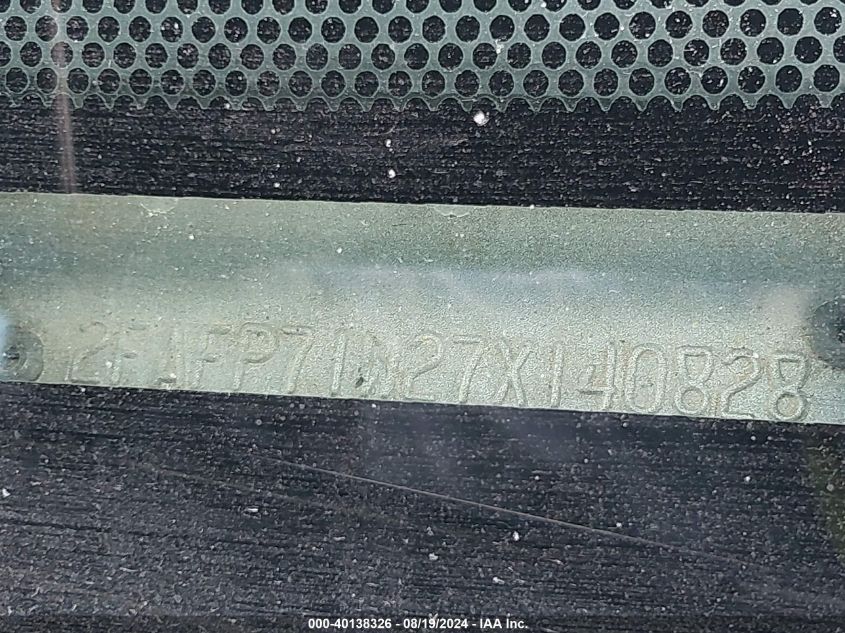 2FAFP71W27X140828
000-40138326 - 08/19/2024 - IAA Inc.